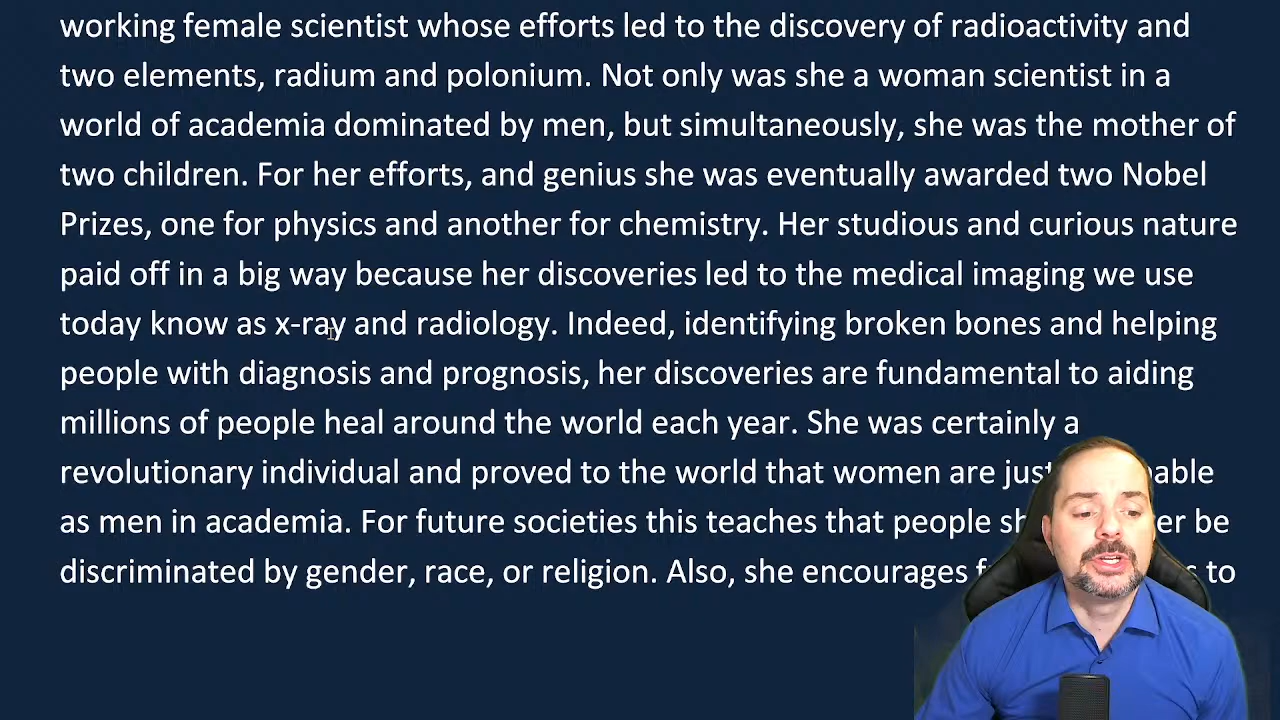 working female scientist whose efforts led to the discovery of radioactivity and
two elements, radium and polonium. Not only was she a woman scientist in a
world of academia dominated by men, but simultaneously, she was the mother of
two children. For her efforts, and genius she was eventually awarded two Nobel
Prizes, one for physics and another for chemistry. Her studious and curious nature
paid off in a big way because her discoveries led to the medical imaging we use
today know as x-ray and radiology. Indeed, identifying broken bones and helping
people with diagnosis and prognosis, her discoveries are fundamental to aiding
millions of people heal around the world each year. She was certainly a
revolutionary individual and proved to the world that women are just
as men in academia. For future societies this teaches that people be
discriminated by gender, race, or religion. Also, she encourages to